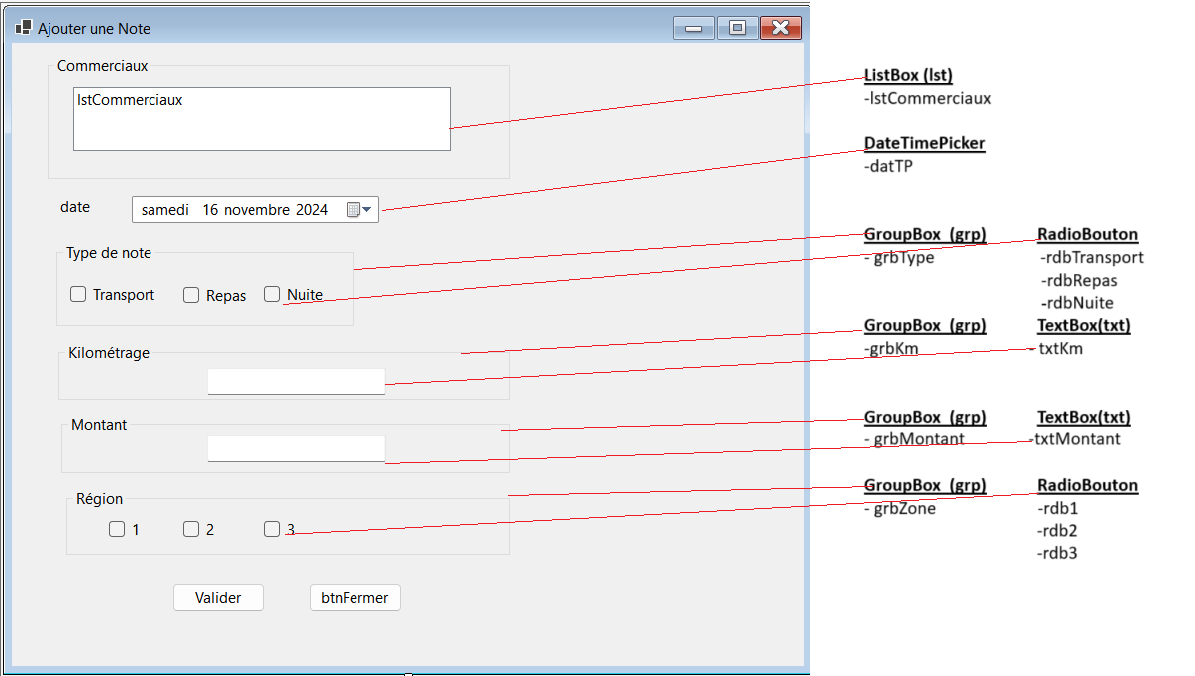 Ajouter une Note
Commerciaux
lstCommerciaux
date
samedi 16 novembre 2024
Type de note
Transport Repas Nuite
Kilométrage
Montant
Région
1 2 3
Valider btnFermer
ListBox (lst)
-lstCommerciaux
DateTimePicker
-datTP
GroupBox (grp) RadioBouton
- grbType -rdbTransport
-rdbRepas
-rdbNuite
GroupBox (grp) TextBox(txt)
-grbKm txtKm
GroupBox (grp) TextBox(txt)
- grbMontant -txtMontant
GroupBox (grp) RadioBouton
- grbZone -rdb1
-rdb2
-rdb3